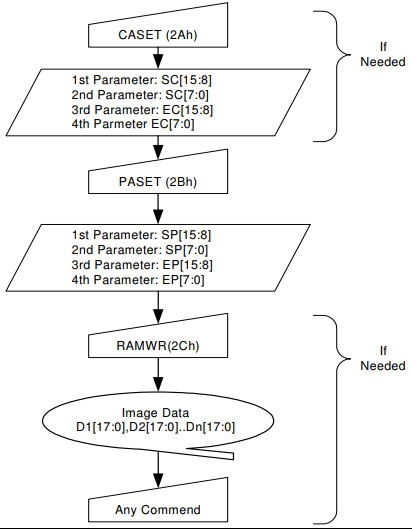 CASET (2Ah)
If
Needed
1st Parameter: SC[15:8]
2nd Parameter: SC[7:0]
3rd Parameter: EC[15:8]
4th Parmeter EC[7:0]
PASET (2Bh)
1st Parameter: SP[15:8]
2nd Parameter: SP[7:0]
3rd Parameter: EP[15:8]
4th Parameter: EP[7:0]
RAMWR(2Ch)
If
Needed
Image Data
D1[17:0],D2[17:0]..Dn[17:0]
Any Commend